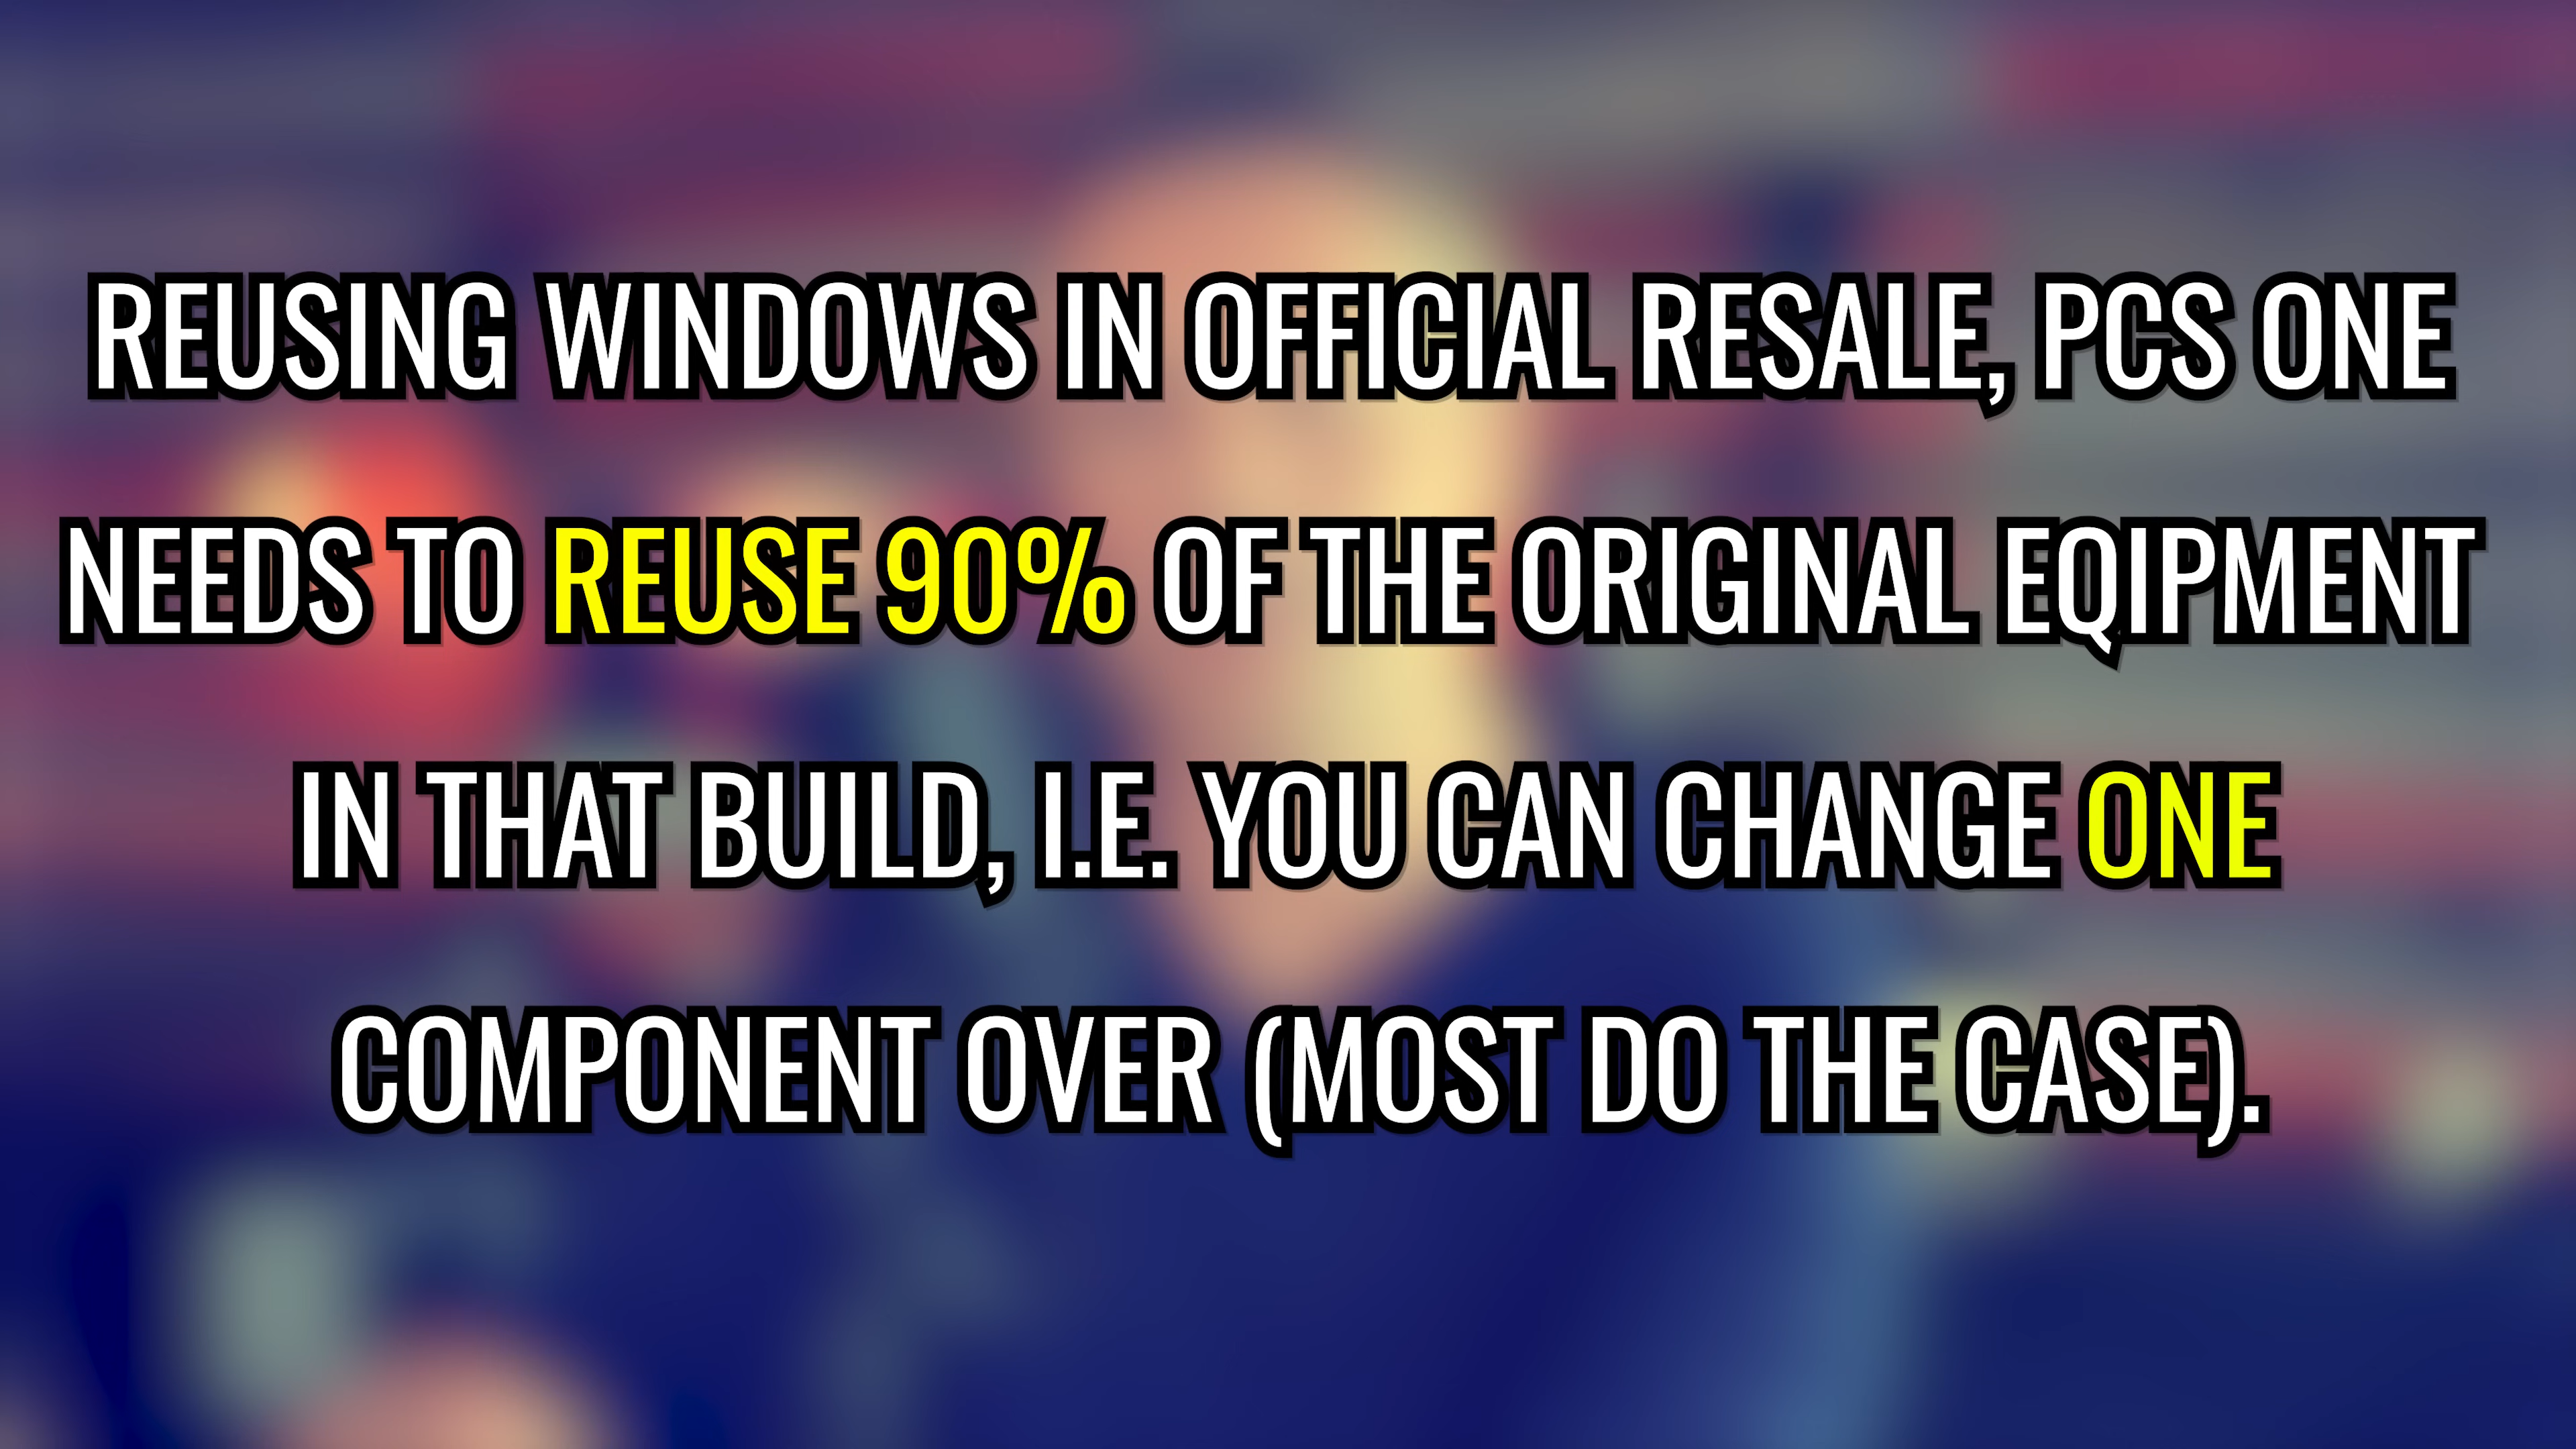 REUSING WINDOWS IN OFFICIAL RESALE, PCS ONE
NEEDS TO REUSE 90% OF THE ORIGINAL EQIPMENT
IN THAT BUILD, I.E. YOU CAN CHANGE ONE
COMPONENT OVER (MOST DO THE CASE).